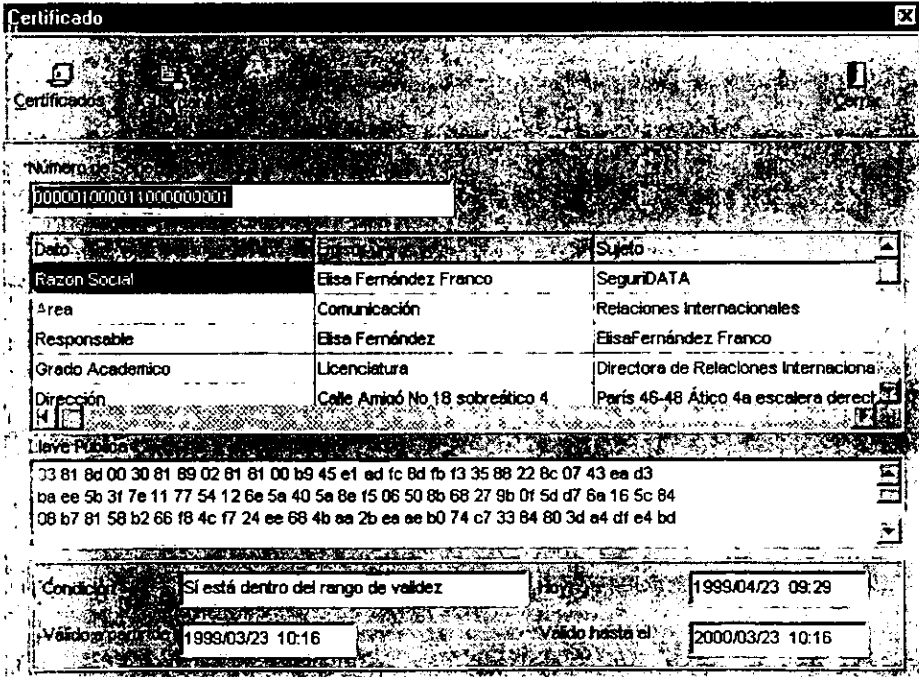 Certificado
Certificados Cerrar
Número de
00000100001100000001
Dato Sujeto
Razon Social Elisa Fernández Franco SeguriDATA
Area Comunicación Relaciones Internacionales
Responsable Elisa Fernández ElisaFernández Franco
Grado Academico Licenciatura Directora de Relaciones Internaciona
Dirección Calle Amigó No 18 sobreático 4 París 46-48 Ático 4a escalera derect
Llave Pública
03 81 8d 00 30 81 89 02 81 81 00 b9 45 e1 ad fc 8d fb f3 35 88 22 8c 07 43 ea d3
ba ee 5b 3f 7e 11 77 54 12 6e 5a 40 5a 8e f5 06 50 8b 68 27 9b 0f 5d d7 6a 16 5c 84
08 b7 81 58 b2 66 f8 4c f7 24 ee 68 4b aa 2b ea ae b0 74 c7 33 84 80 3d a4 df e4 bd
Condición Sí está dentro del rango de validez Hoy 1999/04/23 09:29
Válido a partir de 1999/03/23 10:16 Válido hasta el 2000/03/23 10:16